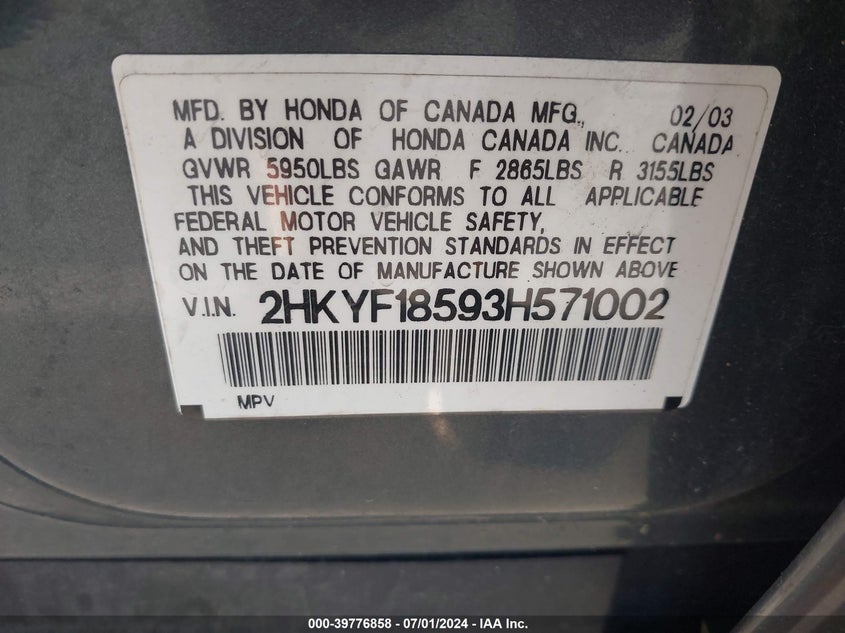 MFD. BY HONDA OF CANADA MFG., 02/03
A DIVISION OF HONDA CANADA INC. CANADA
GVWR 5950LBS GAWR F 2865LBS R 3155LBS
THIS VEHICLE CONFORMS TO ALL APPLICABLE
FEDERAL MOTOR VEHICLE SAFETY,
AND THEFT PREVENTION STANDARDS IN EFFECT
ON THE DATE OF MANUFACTURE SHOWN ABOVE
V.I.N. 2HKYF18593H571002
MPV
000-39776858 - 07/01/2024 - IAA Inc.